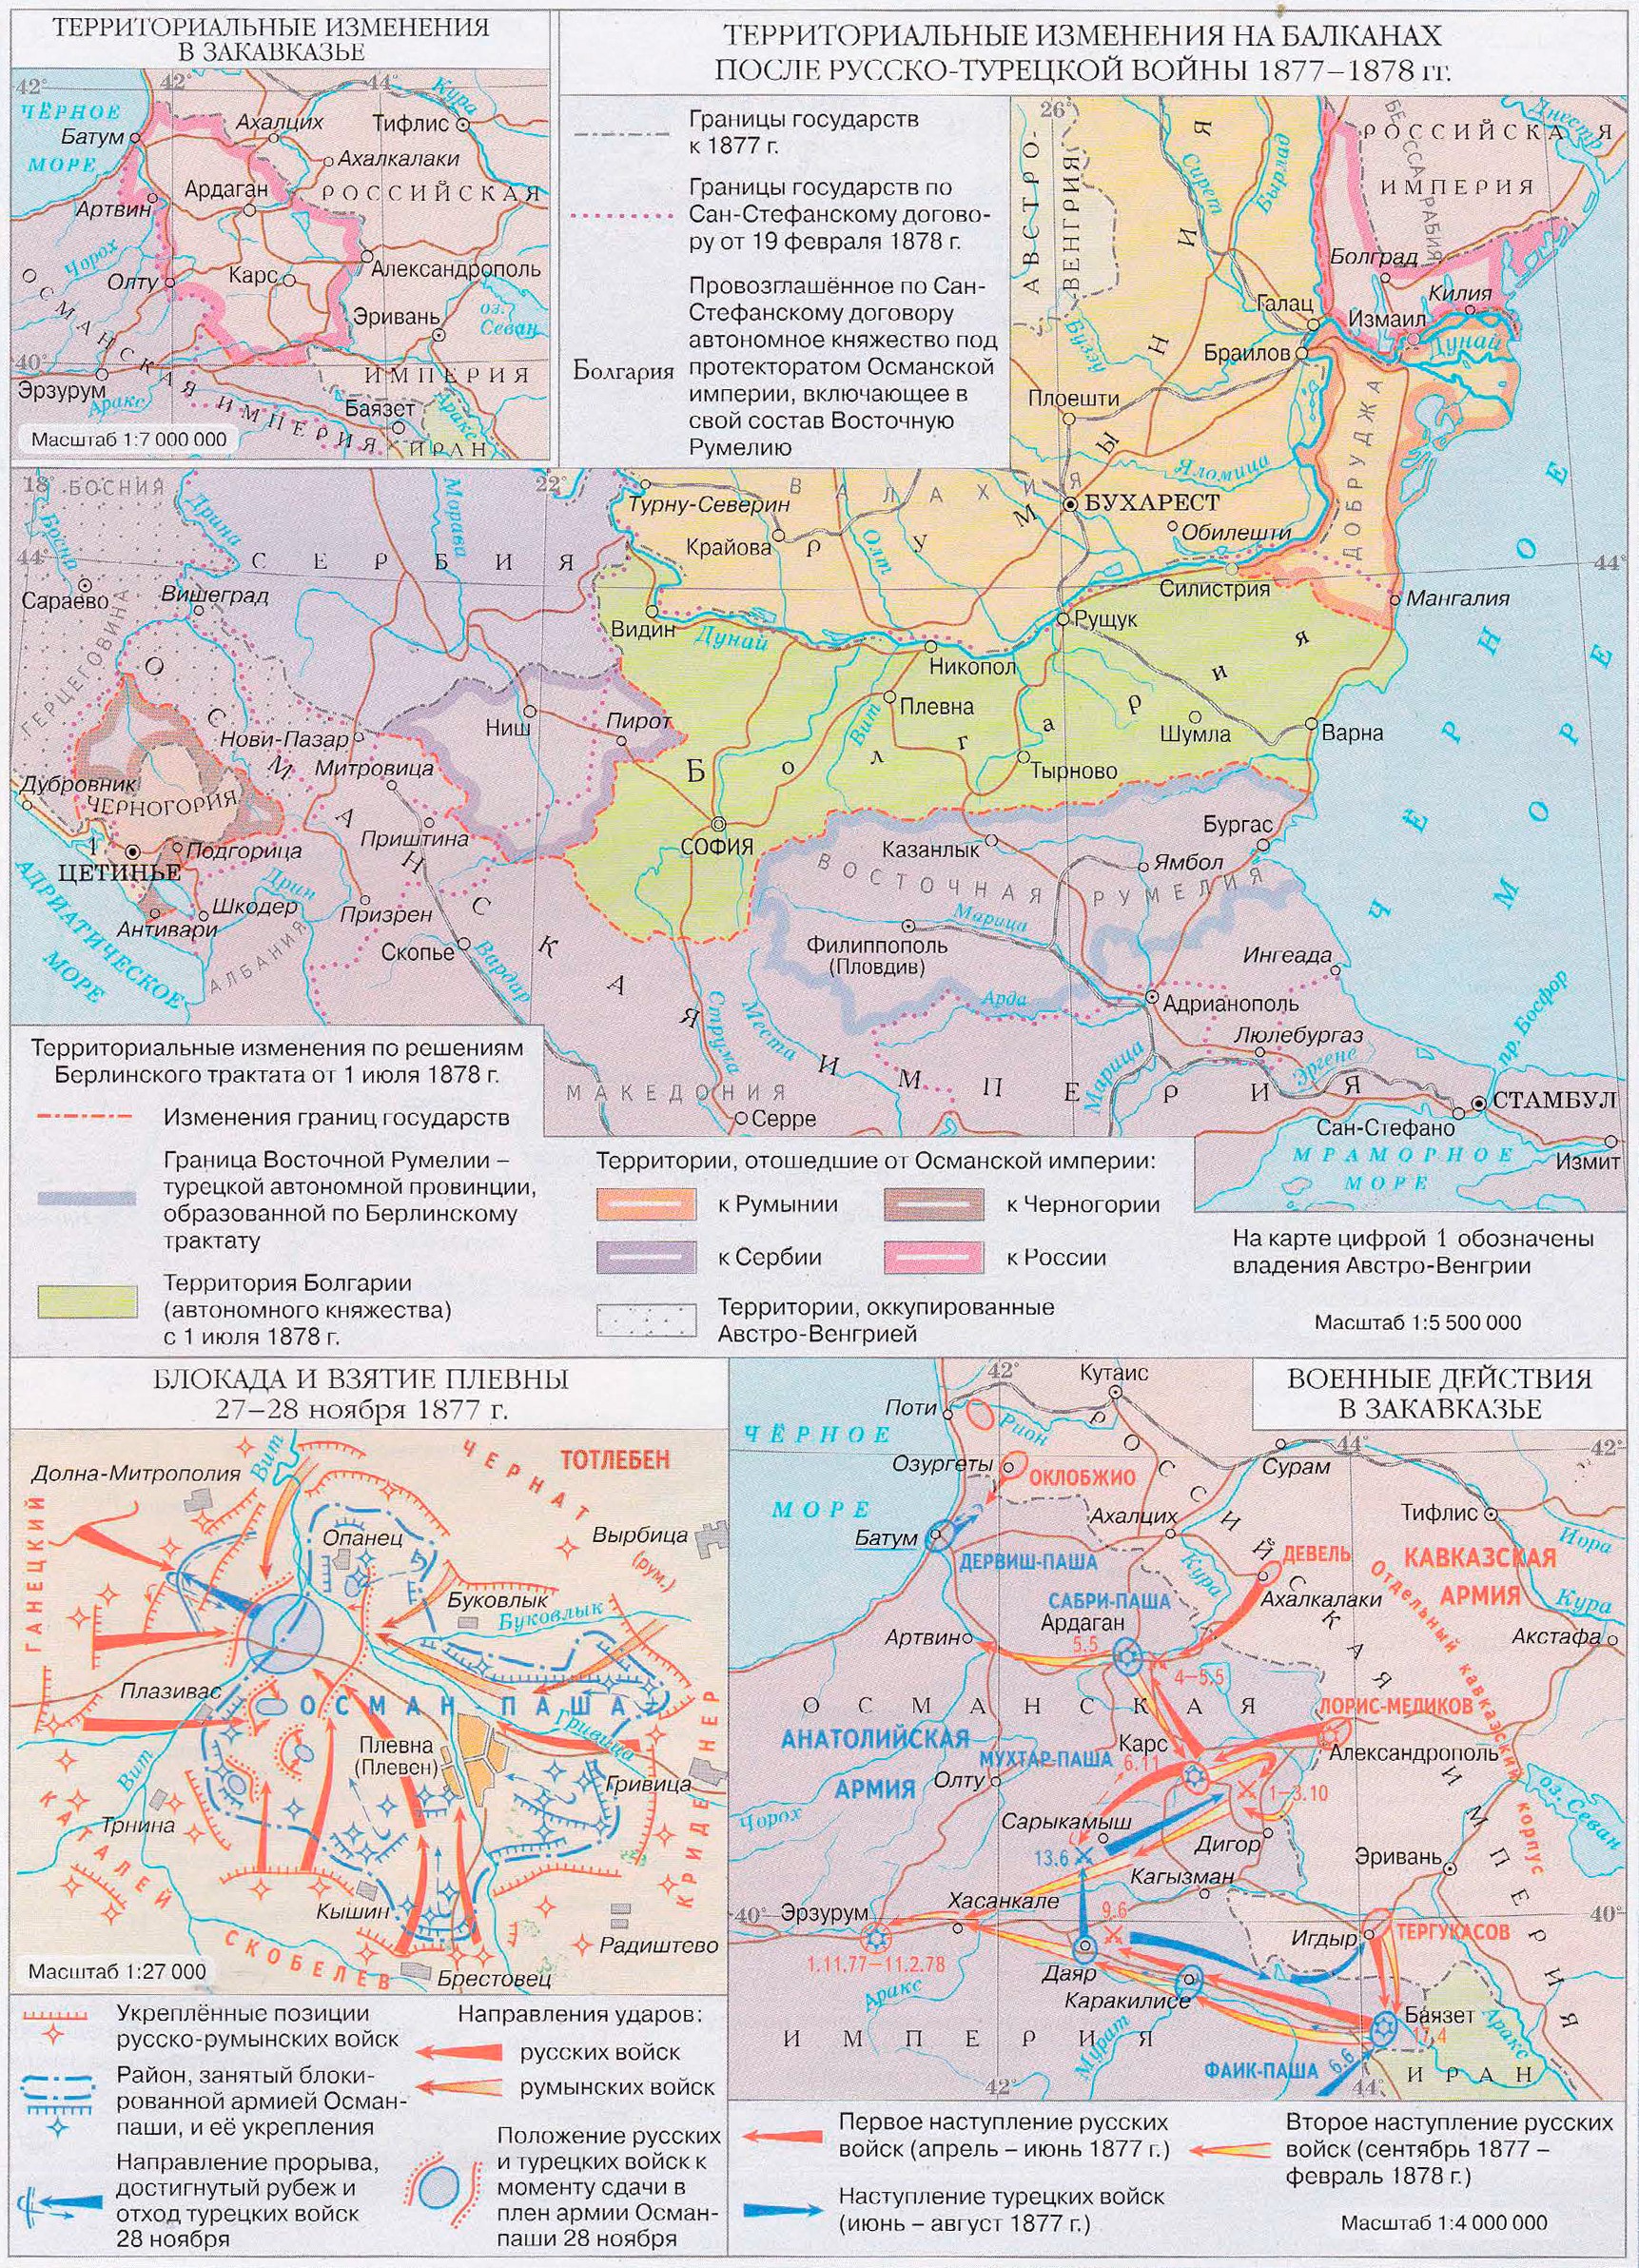 ТЕРРИТОРИАЛЬНЫЕ ИЗМЕНЕНИЯ
В ЗАКАВКАЗЬЕ
42°
42°
44°
ЧЁРНОЕ
МОРЕ
Батум
Ахалцих
Тифлис
Кура
Ахалкалаки
Ардаган
РОССИЙСКАЯ
Артвин
Чорох
Олту
Карс
Александрополь
оз.
Севан
Эривань
ОСМАНСКАЯ ИМПЕРИЯ
40°
ИМПЕРИЯ
Эрзурум
Аракс
Баязет
Аракс
ИРАН
Масштаб 1:7 000 000
ТЕРРИТОРИАЛЬНЫЕ ИЗМЕНЕНИЯ НА БАЛКАНАХ
ПОСЛЕ РУССКО-ТУРЕЦКОЙ ВОЙНЫ 1877–1878 гг.
Границы государств
к 1877 г.
Границы государств по
Сан-Стефанскому догово-
ру от 19 февраля 1878 г.
Болгария
Провозглашённое по Сан-
Стефанскому договору
автономное княжество под
протекторатом Османской
империи, включающее в
свой состав Восточную
Румелию
26°
АВСТРО-
ВЕНГРИЯ
Сирет
Бырлад
БЕССАРАБИЯ
Днестр
РОССИЙСКАЯ
ИМПЕРИЯ
Болград
Галац
Измаил
Килия
Дунай
Браилов
Бузэу
Плоешти
РУМЫНИЯ
Яломица
ДОБРУДЖА
БУХАРЕСТ
Обилешти
ВАЛАХИЯ
18°
БОСНИЯ
22°
Турну-Северин
Крайова
Олт
Босна
Дрина
Морава
44°
44°
СЕРБИЯ
Сараево
Вишеград
ГЕРЦЕГОВИНА
Видин
Дунай
Никопол
Рущук
Силистрия
Мангалия
Ниш
Пирот
Плевна
Вит
Болгария
Шумла
Варна
Тырново
Нови-Пазар
Митровица
Дубровник
ЧЕРНОГОРИЯ
Приштина
1
ЦЕТИНЬЕ
Подгорица
СОФИЯ
Казанлык
Бургас
Ямбол
ВОСТОЧНАЯ РУМЕЛИЯ
Дрин
Шкодер
Призрен
Антивари
АДРИАТИЧЕСКОЕ
МОРЕ
АЛБАНИЯ
Скопье
Вардар
Марица
Филиппополь
(Пловдив)
Ингеада
ЧЕРНОЕ МОРЕ
Арда
Адрианополь
Люлебургаз
Эргене
пр. Босфор
Струма
Места
Марица
ОСМАНСКАЯ ИМПЕРИЯ
МАКЕДОНИЯ
Серре
СТАМБУЛ
Сан-Стефано
МРАМОРНОЕ
МОРЕ
Измит
Территориальные изменения по решениям
Берлинского трактата от 1 июля 1878 г.
Изменения границ государств
Граница Восточной Румелии –
турецкой автономной провинции,
образованной по Берлинскому
трактату
Территория Болгарии
(автономного княжества)
с 1 июля 1878 г.
Территории, отошедшие от Османской империи:
к Румынии
к Черногории
к Сербии
к России
Территории, оккупированные
Австро-Венгрией
На карте цифрой 1 обозначены
владения Австро-Венгрии
Масштаб 1:5 500 000
БЛОКАДА И ВЗЯТИЕ ПЛЕВНЫ
27–28 ноября 1877 г.
Долна-Митрополия
Вит
ЧЕРНАТ
ТОТЛЕБЕН
ГАНЕЦКИЙ
Опанец
Вырбица
(рум.)
Буковлык
Буковлык
Плазивас
ОСМАН-ПАША
Гривица
Плевна
(Плевен)
Гривица
Вит
КРИДЕНЕР
Трнина
КАТАЛЕЙ
Кышин
СКОБЕЛЕВ
Радиштево
Брестовец
Масштаб 1:27 000
Укреплённые позиции
русско-румынских войск
Район, занятый блоки-
рованной армией Осман-
паши, и её укрепления
Направление прорыва,
достигнутый рубеж и
отход турецких войск
28 ноября
Направления ударов:
русских войск
румынских войск
Положение русских
и турецких войск к
моменту сдачи в
плен армии Осман-
паши 28 ноября
ВОЕННЫЕ ДЕЙСТВИЯ
В ЗАКАВКАЗЬЕ
42°
Кутаис
Поти
Рион
ЧЁРНОЕ
МОРЕ
Озургеты
ОКЛОБЖИО
Сурам
44°
42°
Тифлис
Иора
Батум
ДЕРВИШ-ПАША
Ахалцих
Кура
ДЕВЕЛЬ
КАВКАЗСКАЯ
АРМИЯ
Отдельный кавказский корпус
САБРИ-ПАША
Ахалкалаки
Кура
Артвин
Ардаган
5.5
4–5.5
Акстафа
РОССИЙСКАЯ ИМПЕРИЯ
ОСМАНСКАЯ
ЛОРИС-МЕЛИКОВ
АНАТОЛИЙСКАЯ
АРМИЯ
МУХТАР-ПАША
Карс
6.11
Александрополь
Олту
1–3.10
оз. Севан
Чорох
Сарыкамыш
Дигор
13.6
Эривань
Кагызман
40°
Эрзурум
Хасанкале
9.6
40°
Игдыр
ТЕРГУКАСОВ
1.11.77–11.2.78
Даяр
Аракс
Каракилисе
Баязет
17.4
Аракс
ИМПЕРИЯ
Мурат
ФАИК-ПАША
6.6
42°
44°
ИРАН
Первое наступление русских
войск (апрель – июнь 1877 г.)
Наступление турецких войск
(июнь – август 1877 г.)
Второе наступление русских
войск (сентябрь 1877 –
февраль 1878 г.)
Масштаб 1:4 000 000